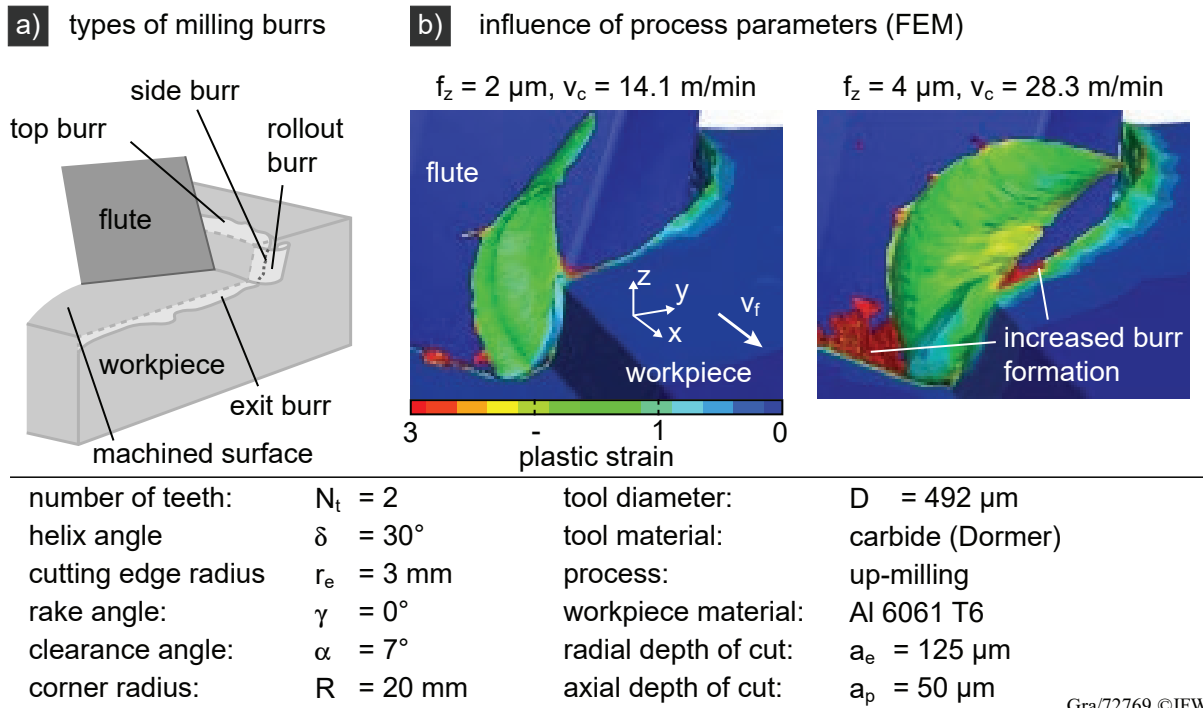 a) types of milling burrs
side burr
top burr
rollout
burr
flute
workpiece
exit burr
machined surface
b) influence of process parameters (FEM)
f_z = 2 µm, v_c = 14.1 m/min
f_z = 4 µm, v_c = 28.3 m/min
flute
z
y
x
v_f
workpiece
increased burr
formation
3 - 1 0
plastic strain
number of teeth: N_t = 2 tool diameter: D = 492 µm
helix angle δ = 30° tool material: carbide (Dormer)
cutting edge radius r_e = 3 mm process: up-milling
rake angle: γ = 0° workpiece material: Al 6061 T6
clearance angle: α = 7° radial depth of cut: a_e = 125 µm
corner radius: R = 20 mm axial depth of cut: a_p = 50 µm
Gra/72769 ©IFW